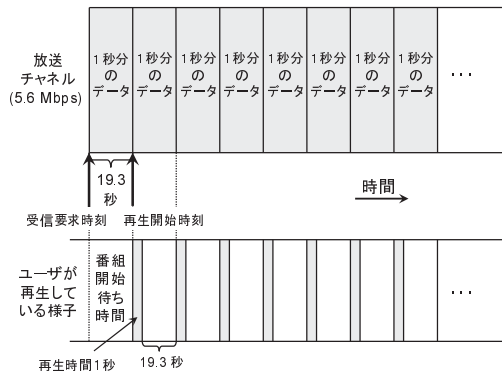 放送
チャネル
(5.6 Mbps)
1秒分
の
データ
1秒分
の
データ
1秒分
の
データ
1秒分
の
データ
1秒分
の
データ
1秒分
の
データ
1秒分
の
データ
1秒分
の
データ
...
19.3
秒
時間
受信要求時刻
再生開始時刻
ユーザが
再生して
いる様子
番組
開始
待ち
時間
...
再生時間1秒
19.3秒